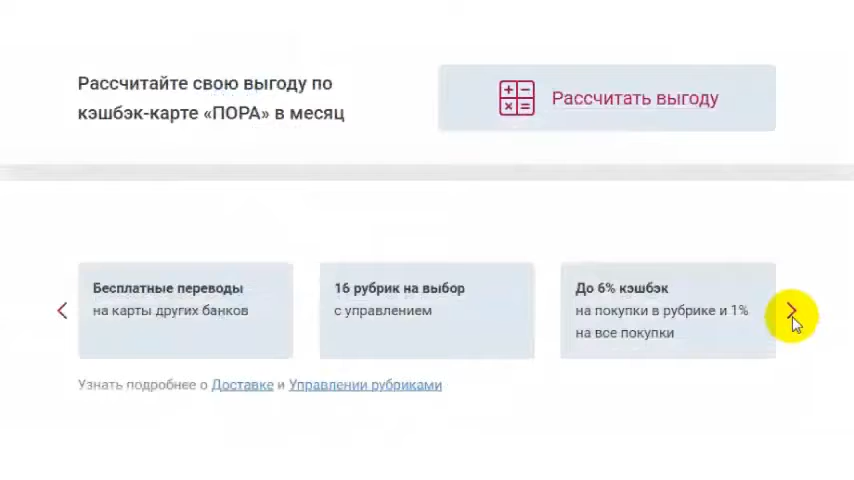 Рассчитайте свою выгоду по
кэшбэк-карте «ПОРА» в месяц
Рассчитать выгоду
Бесплатные переводы
на карты других банков
16 рубрик на выбор
с управлением
До 6% кэшбэк
на покупки в рубрике и 1%
на все покупки
Узнать подробнее о Доставке и Управлении рубриками